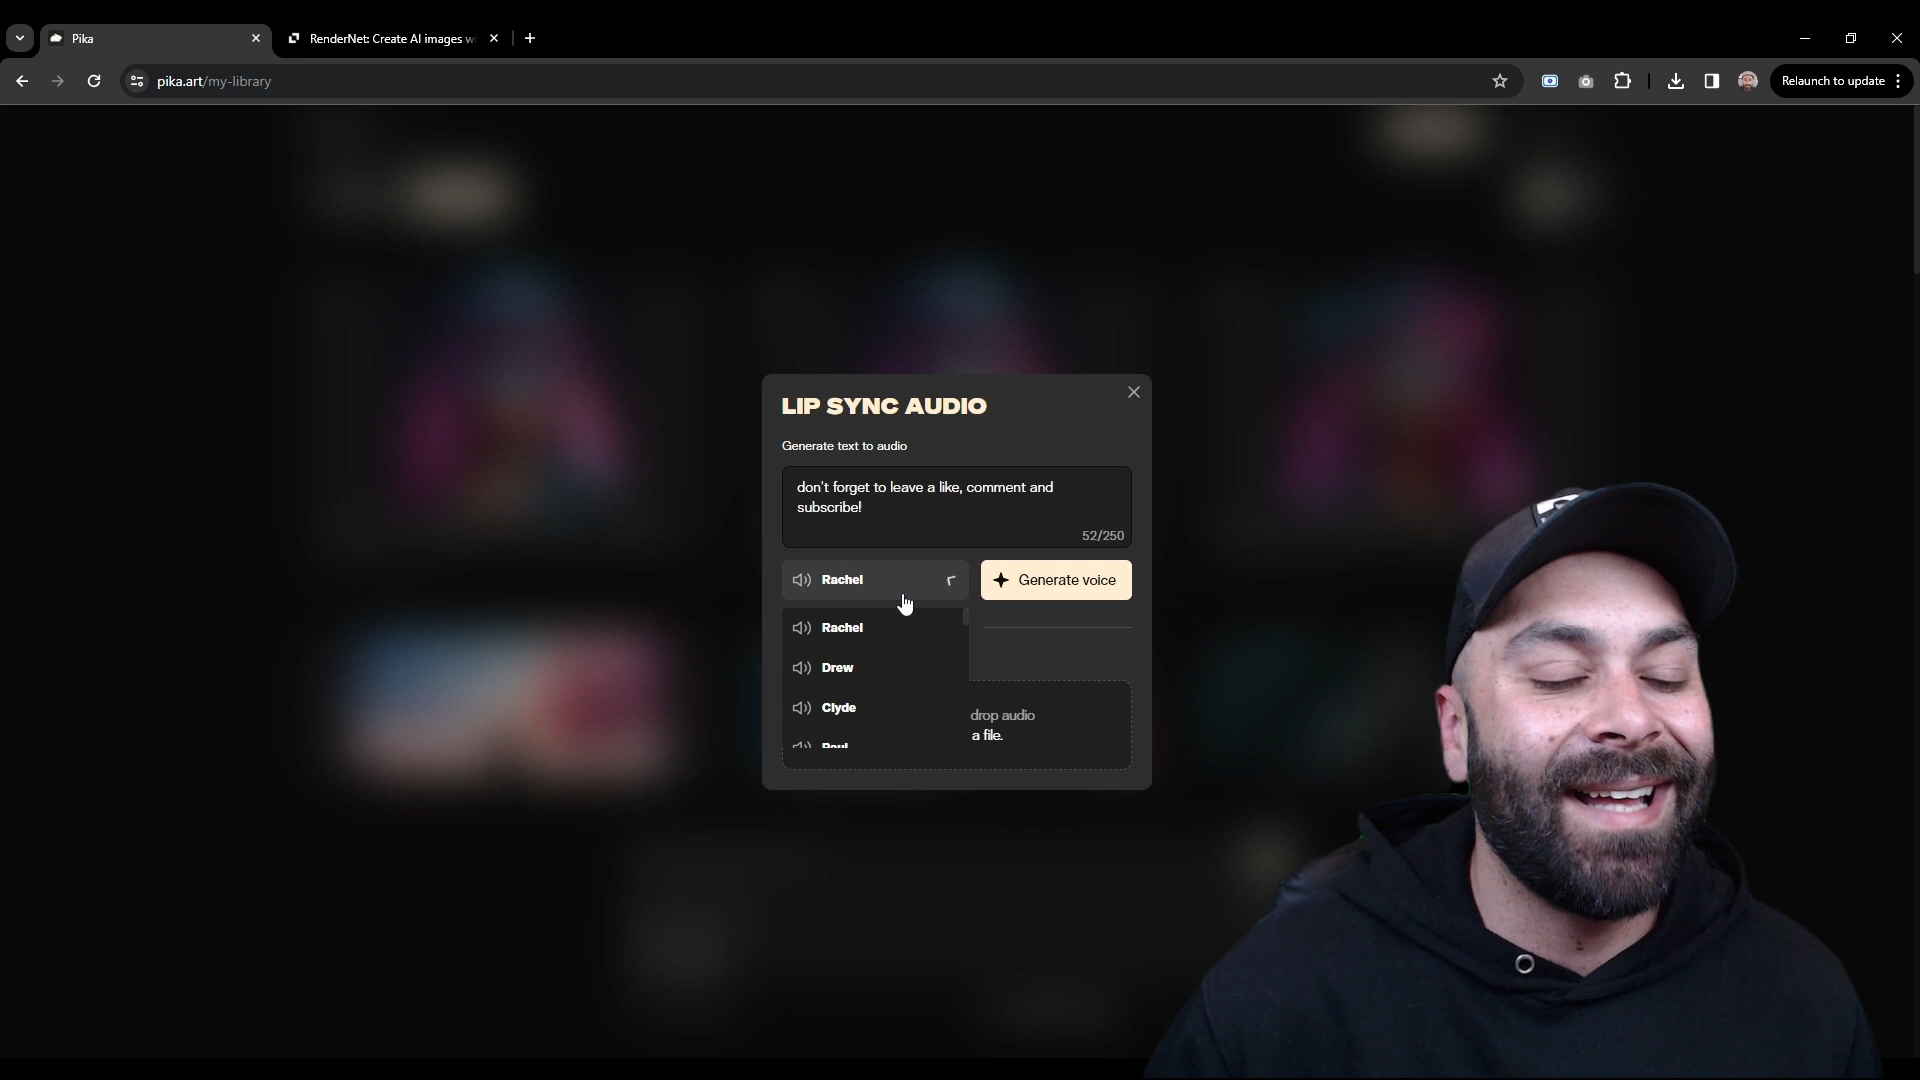 Pika
RenderNet: Create AI images w
pika.art/my-library
Relaunch to update
LIP SYNC AUDIO
Generate text to audio
don't forget to leave a like, comment and
subscribe!
52/250
Rachel
Generate voice
Rachel
Drew
Clyde
drop audio
Paul
a file.